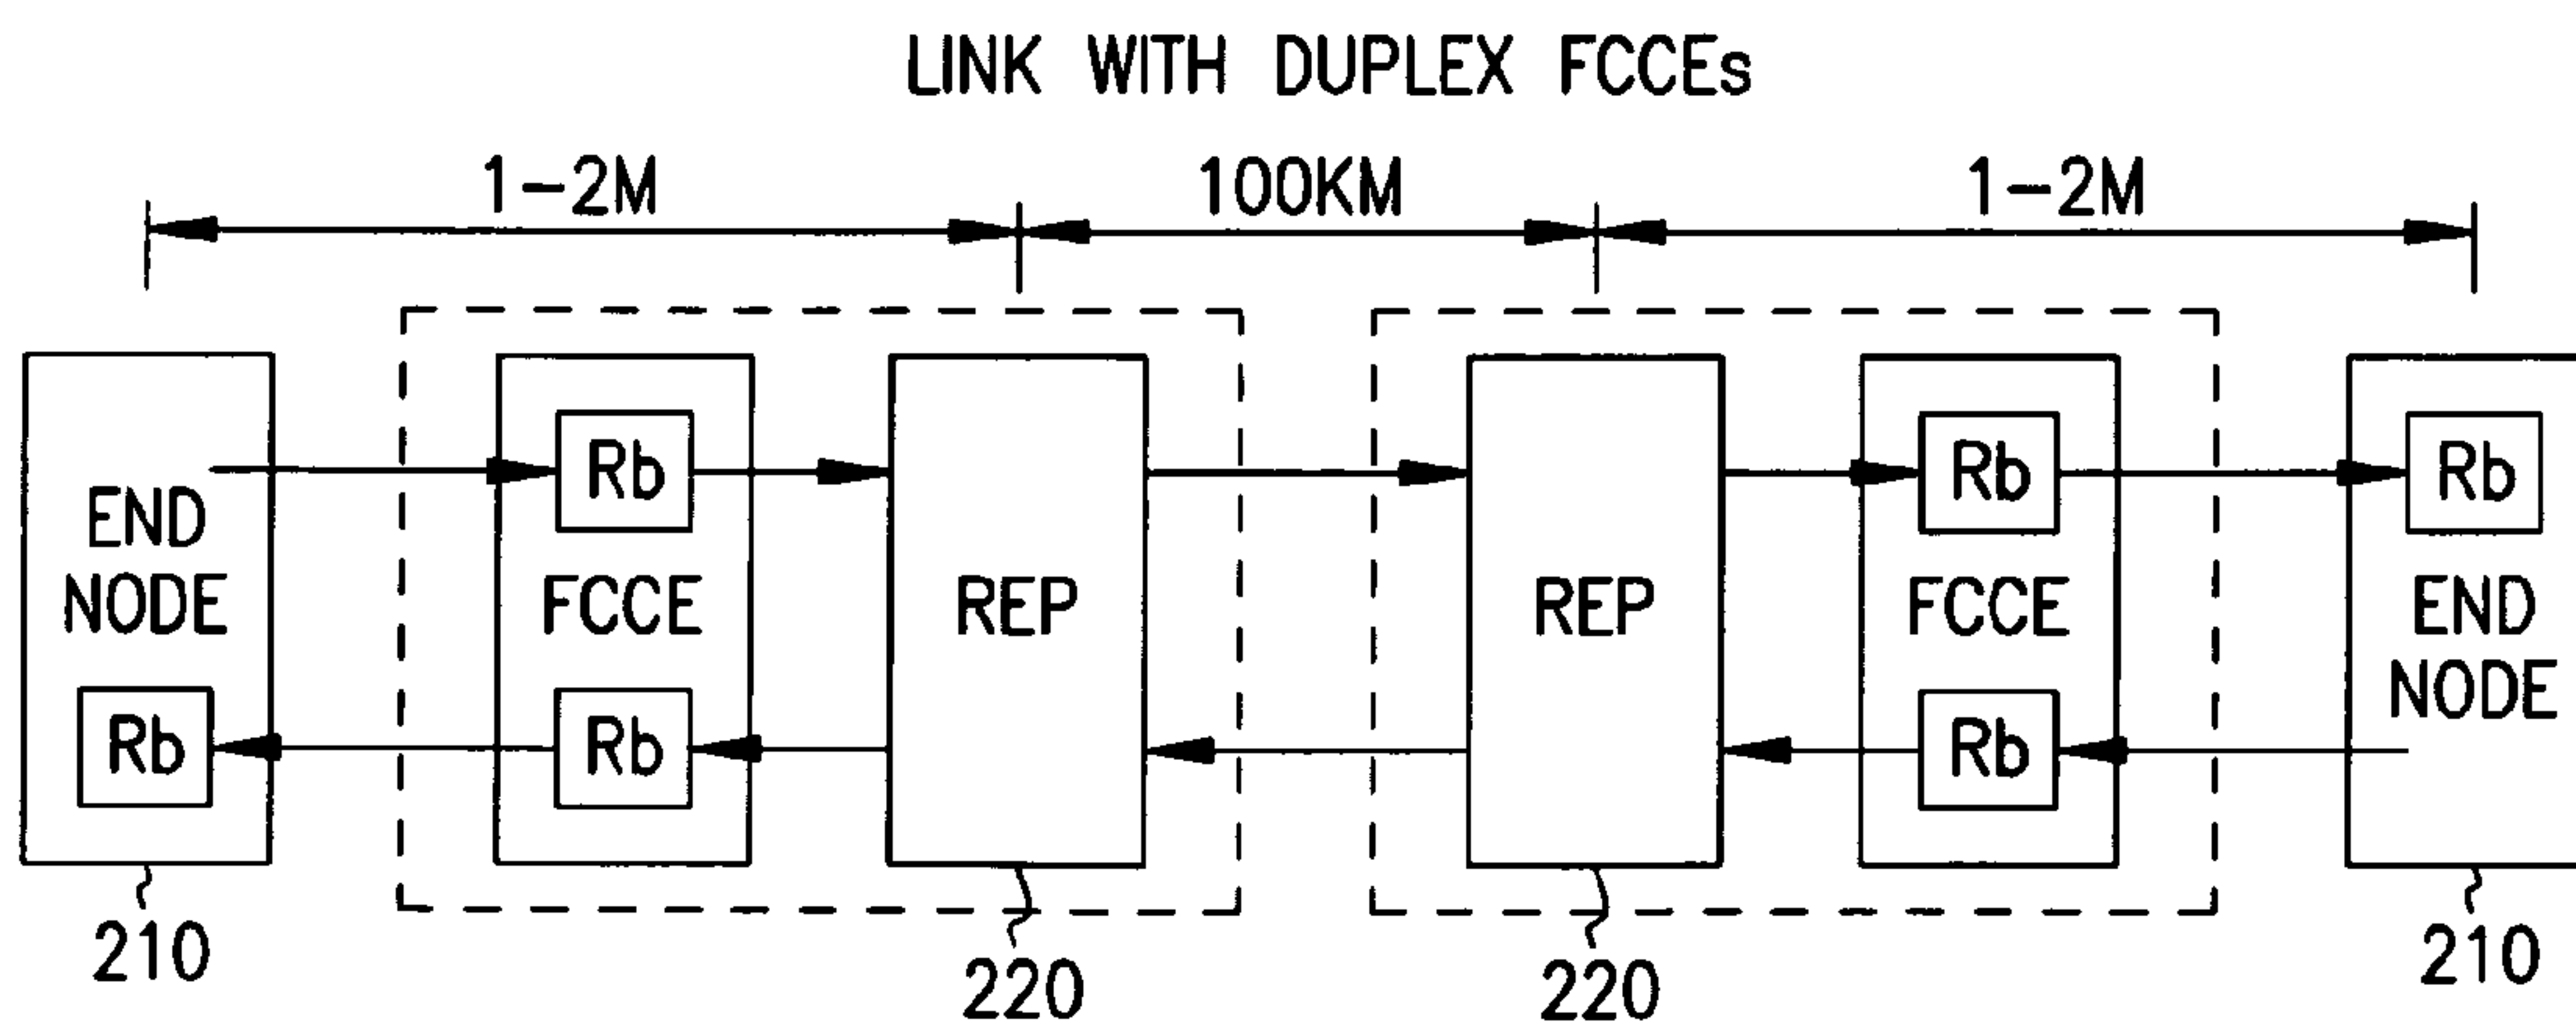 LINK WITH DUPLEX FCCEs
1-2M
100KM
1-2M
END
NODE
Rb
Rb
FCCE
Rb
REP
REP
Rb
FCCE
Rb
Rb
END
NODE
210
220
220
210